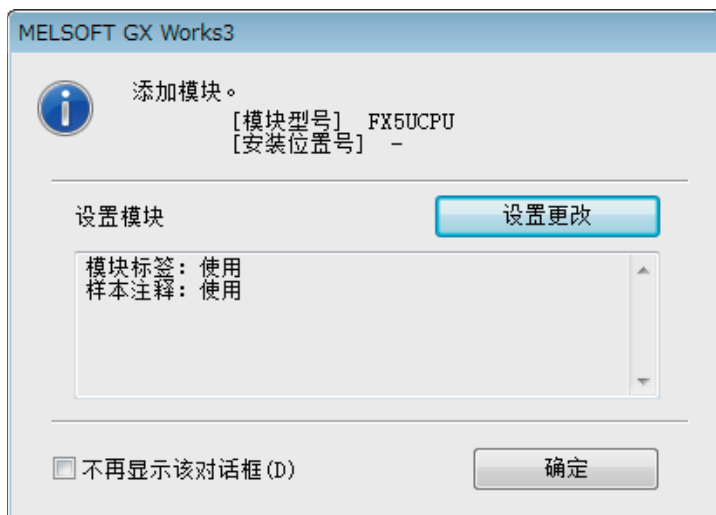 MELSOFT GX Works3
添加模块。
[模块型号] FX5UCPU
[安装位置号] -
设置模块
设置更改
模块标签: 使用
样本注释: 使用
不再显示该对话框(D)
确定